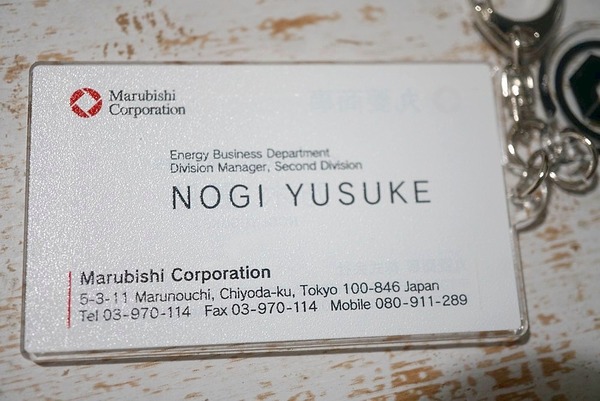 Marubishi
Corporation
Energy Business Department
Division Manager, Second Division
NOGI YUSUKE
Marubishi Corporation
5-3-11 Marunouchi, Chiyoda-ku, Tokyo 100-846 Japan
Tel 03-970-114 Fax 03-970-114 Mobile 080-911-289